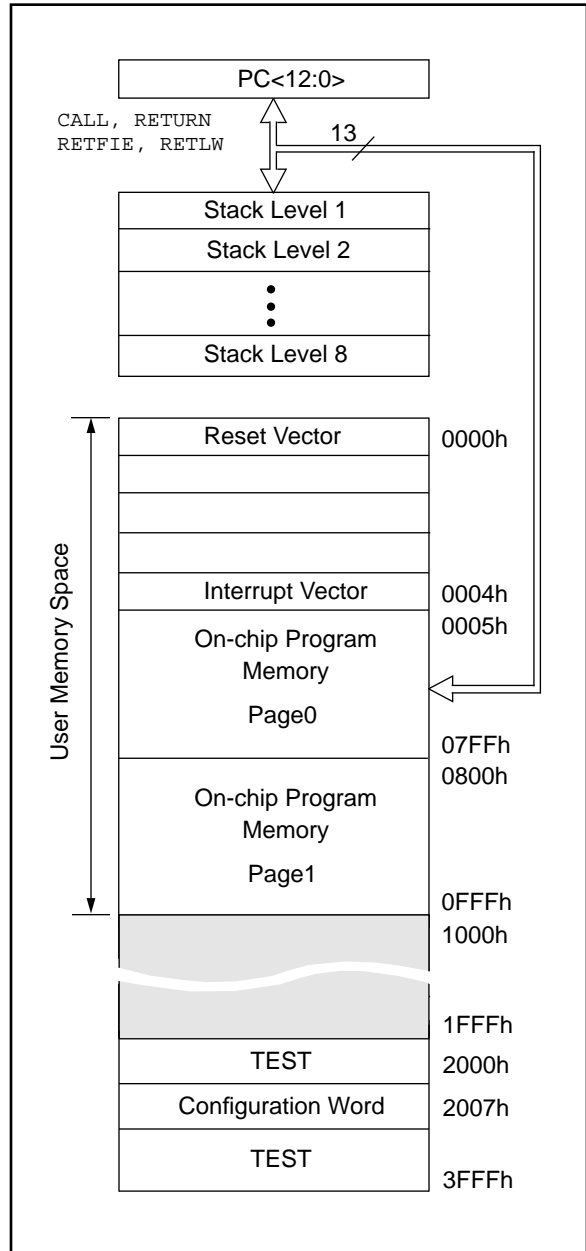 PC<12:0>
CALL, RETURN
RETFIE, RETLW
13
Stack Level 1
Stack Level 2
Stack Level 8
User Memory Space
Reset Vector
0000h
Interrupt Vector
0004h
0005h
On-chip Program
Memory
Page0
07FFh
0800h
On-chip Program
Memory
Page1
0FFFh
1000h
1FFFh
TEST
2000h
Configuration Word
2007h
TEST
3FFFh